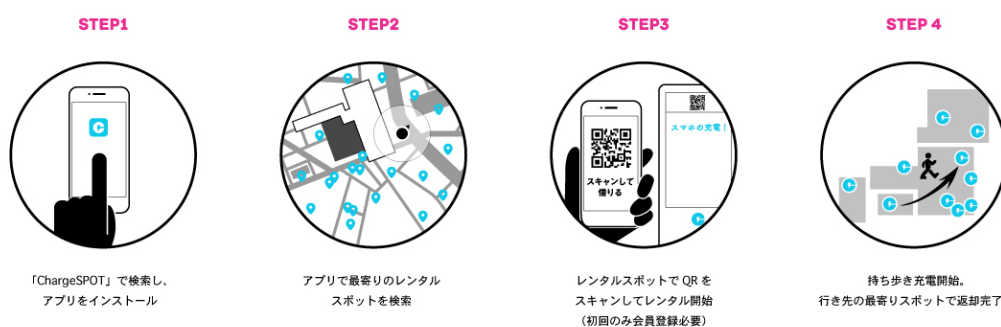 STEP1
「ChargeSPOT」で検索し、
アプリをインストール
STEP2
アプリで最寄りのレンタル
スポットを検索
STEP3
スキャンして
借りる
スマホの充電！
レンタルスポットで QR を
スキャンしてレンタル開始
（初回のみ会員登録必要）
STEP 4
持ち歩き充電開始。
行き先の最寄りスポットで返却完了